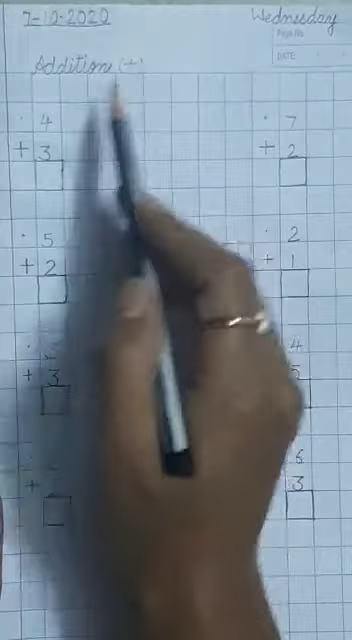 7-10-2020 Wednesday
Page No.
DATE
Addition (+)
4 7
+ 3 + 2
5 2
+ 2 + 1
4
+ 3 5
6
+ 3